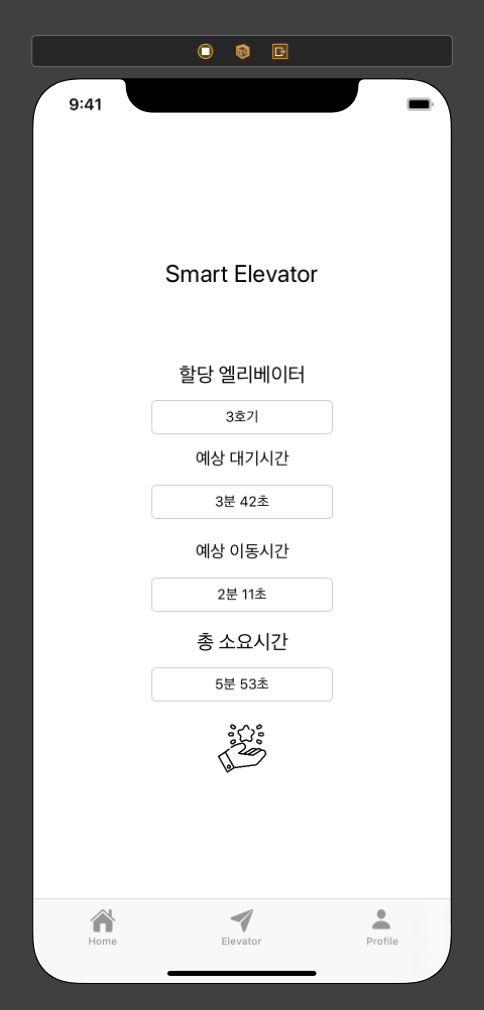 9:41
Smart Elevator
할당 엘리베이터
3호기
예상 대기시간
3분 42초
예상 이동시간
2분 11초
총 소요시간
5분 53초
Home
Elevator
Profile